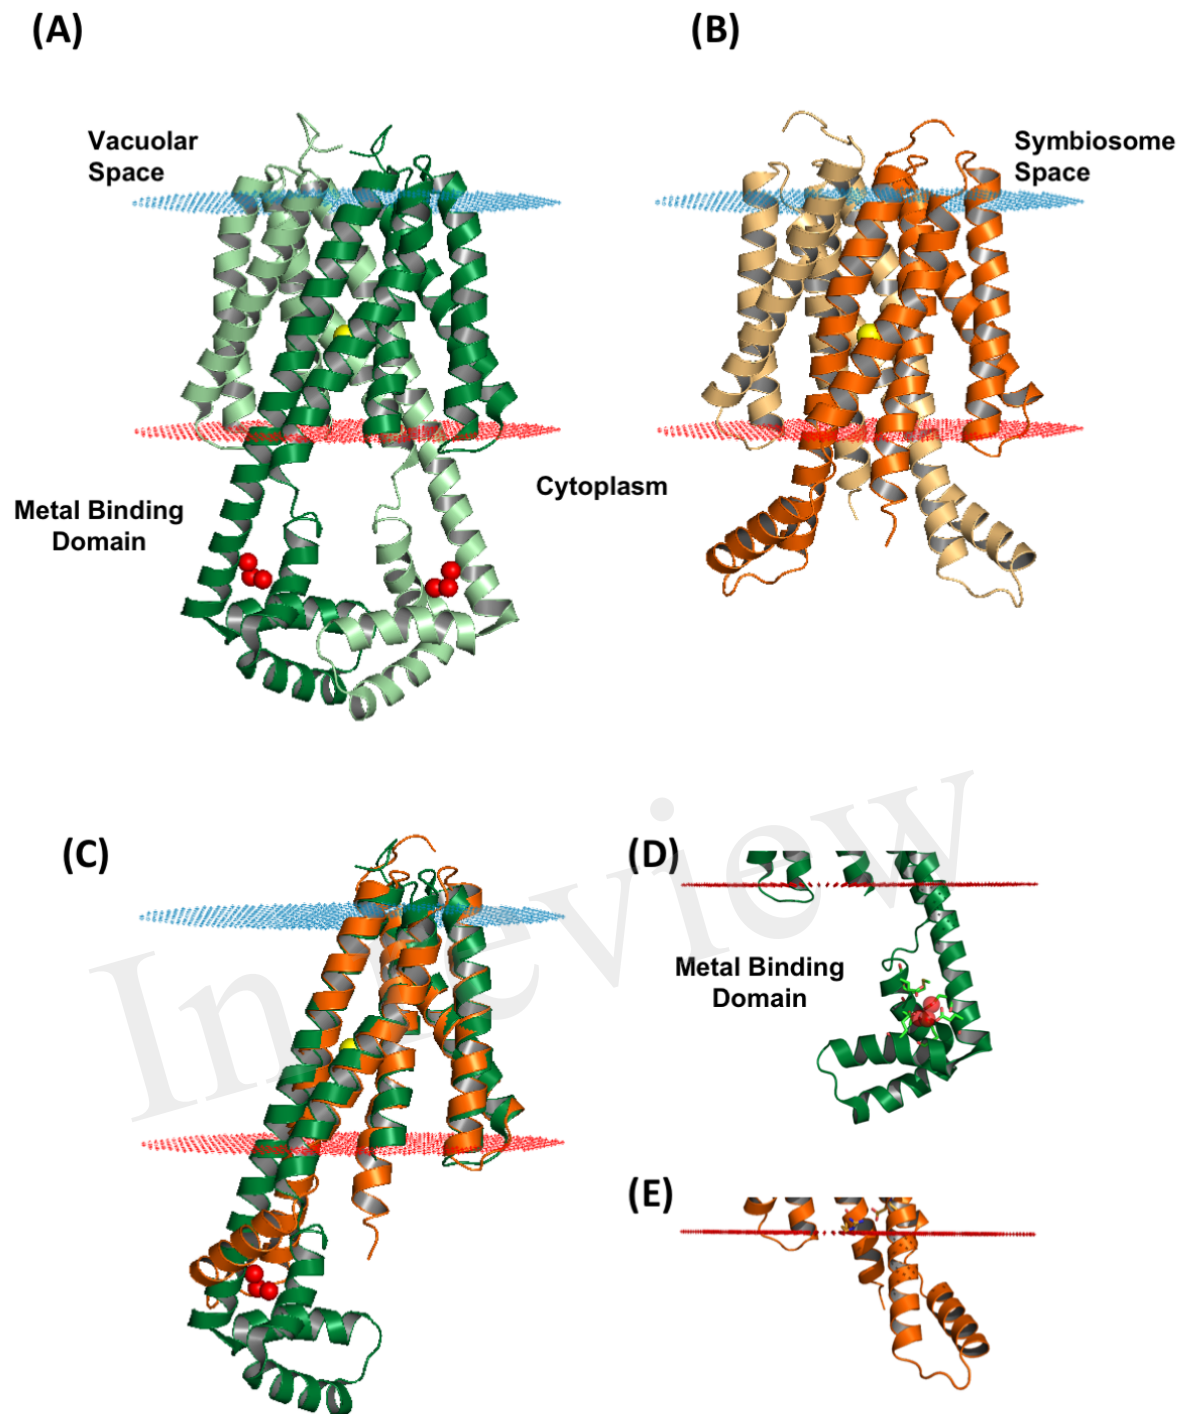 (A)
(B)
Vacuolar
Space
Symbiosome
Space
Cytoplasm
Metal Binding
Domain
In review
(C)
(D)
Metal Binding
Domain
(E)